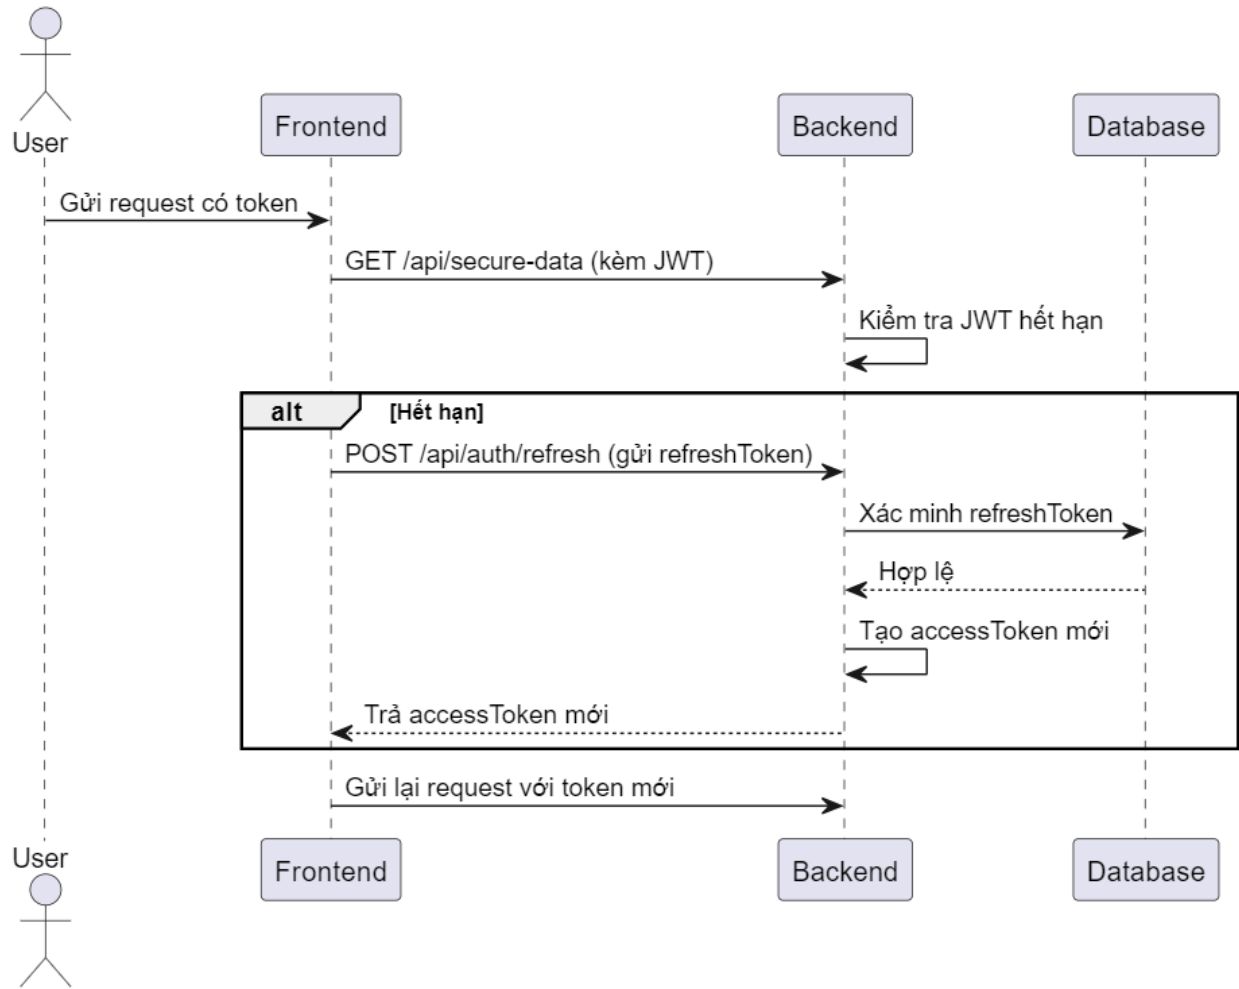 User
Frontend
Backend
Database
Gửi request có token
GET /api/secure-data (kèm JWT)
Kiểm tra JWT hết hạn
alt
[Hết hạn]
POST /api/auth/refresh (gửi refreshToken)
Xác minh refreshToken
Hợp lệ
Tạo accessToken mới
Trả accessToken mới
Gửi lại request với token mới
User
Frontend
Backend
Database